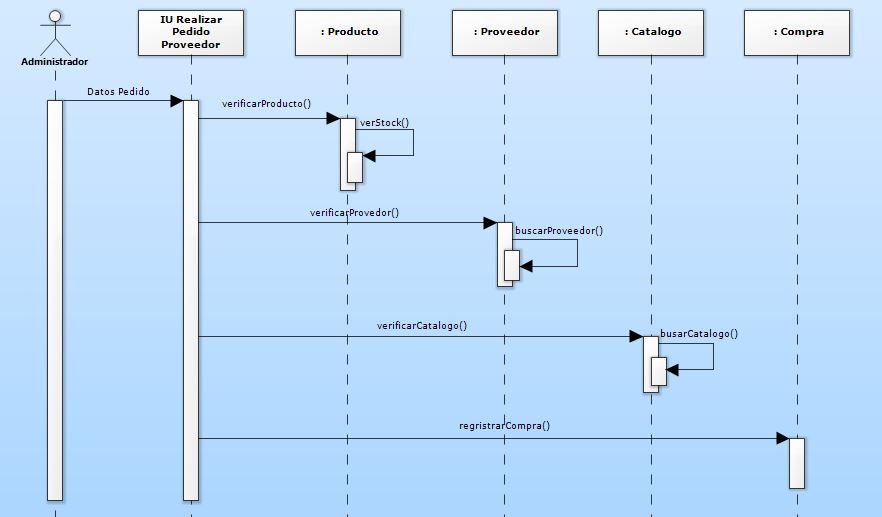 IU Realizar
Pedido
Proveedor
: Producto
: Proveedor
: Catalogo
: Compra
Administrador
Datos Pedido
verificarProducto()
verStock()
verificarProvedor()
buscarProveedor()
verificarCatalogo()
busarCatalogo()
regristrarCompra()